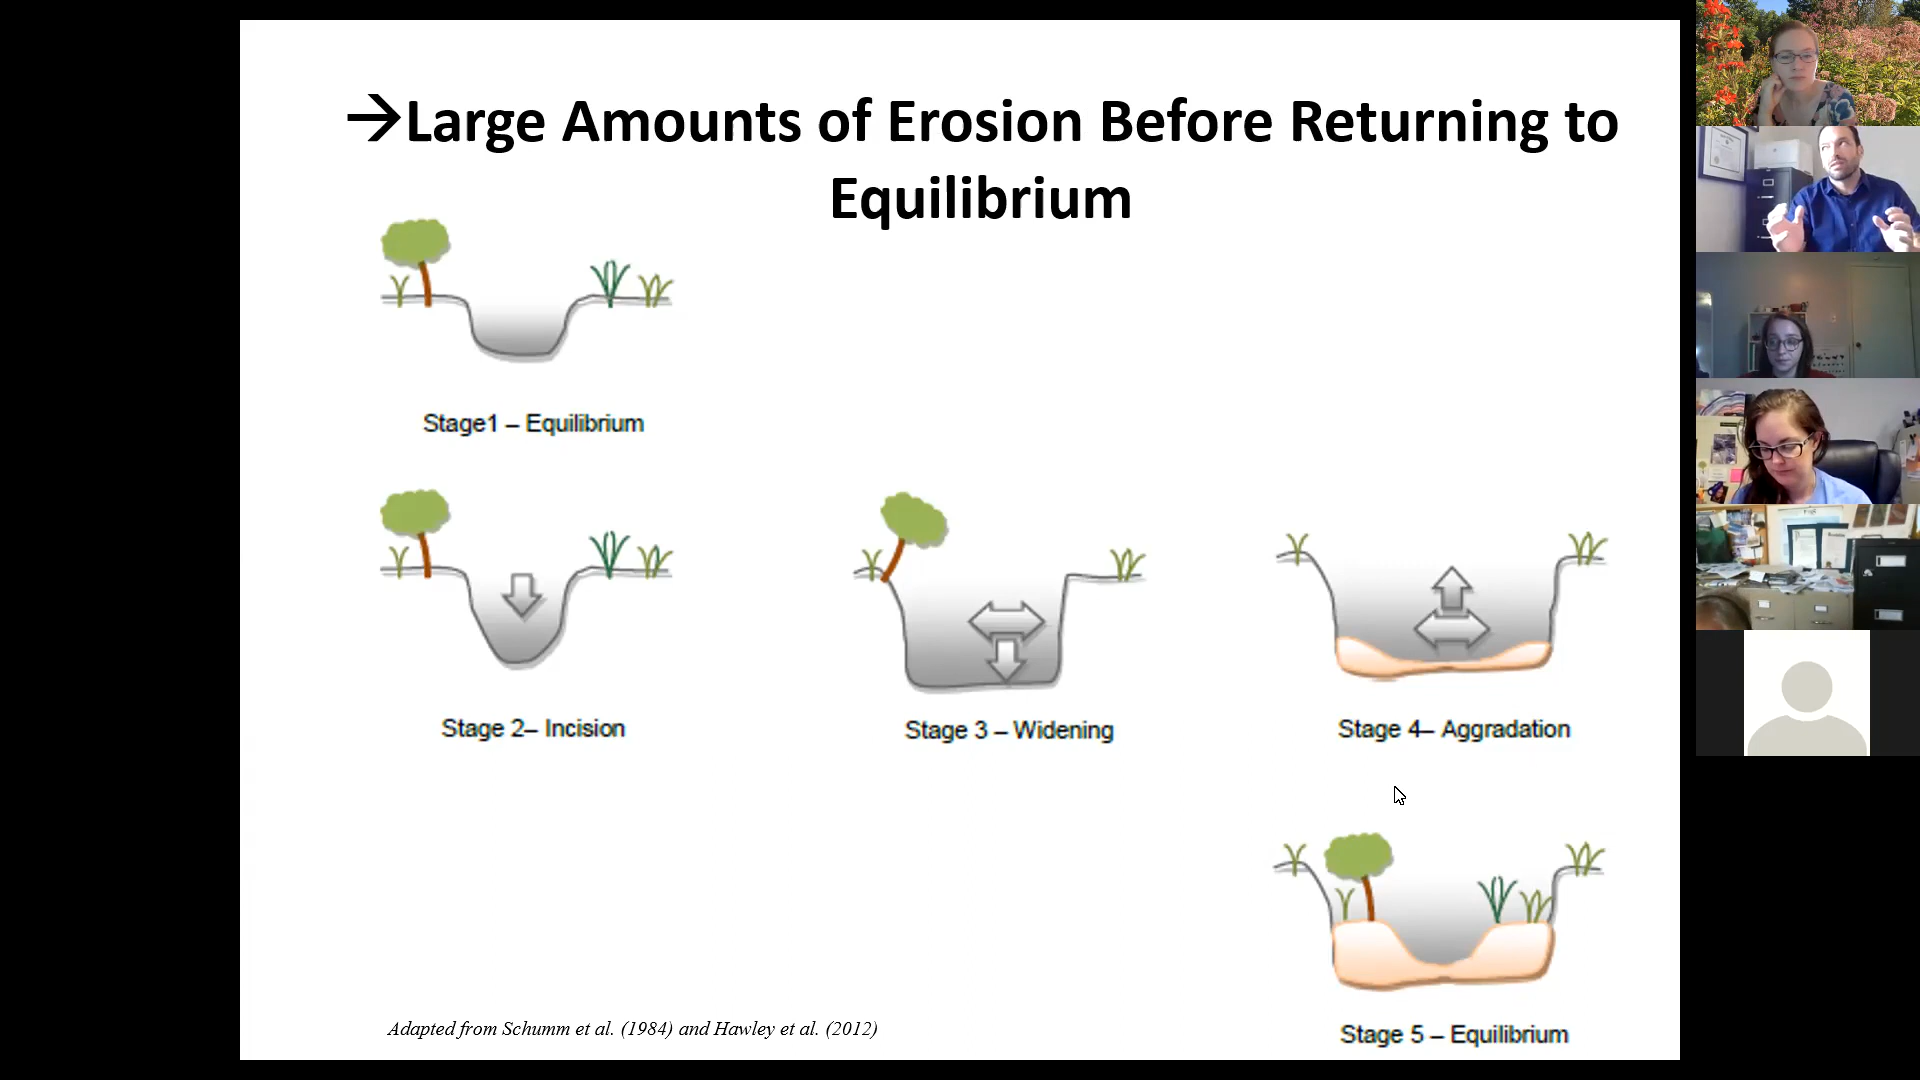 →Large Amounts of Erosion Before Returning to
Equilibrium
Stage1 – Equilibrium
Stage 2– Incision
Stage 3 – Widening
Stage 4– Aggradation
Stage 5 – Equilibrium
Adapted from Schumm et al. (1984) and Hawley et al. (2012)